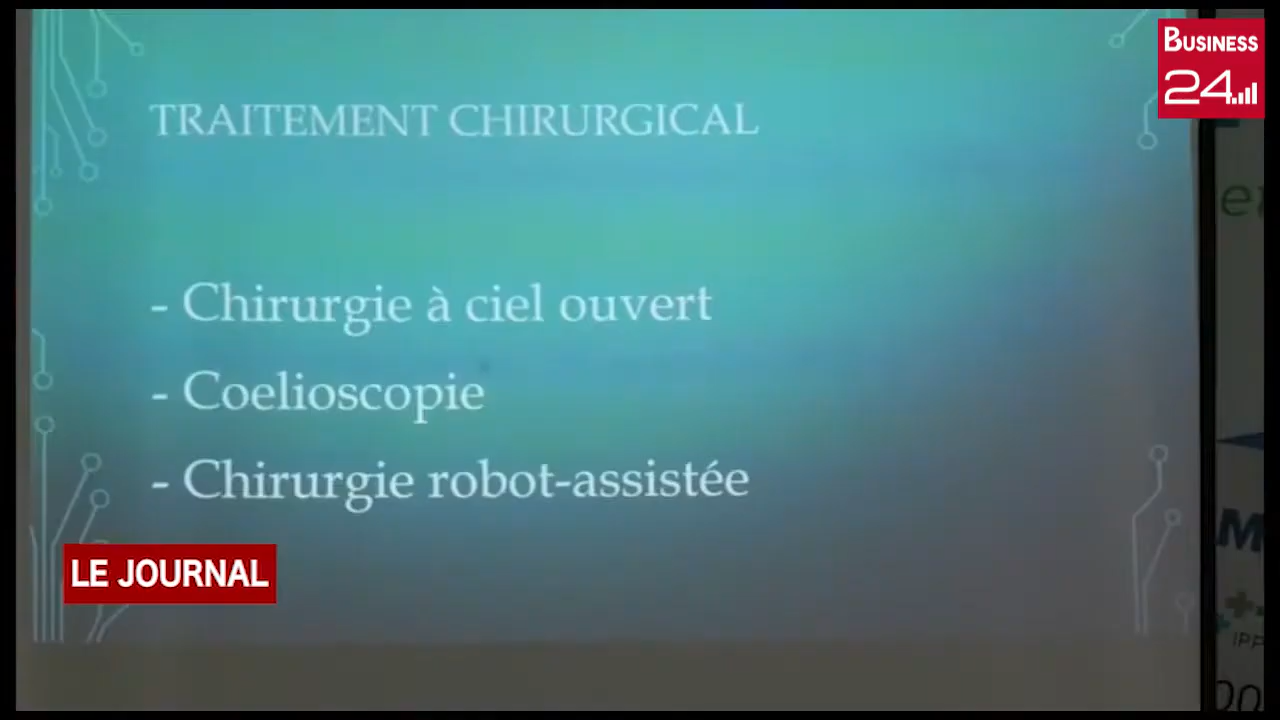 BUSINESS
24
TRAITEMENT CHIRURGICAL
- Chirurgie à ciel ouvert
- Coelioscopie
- Chirurgie robot-assistée
LE JOURNAL